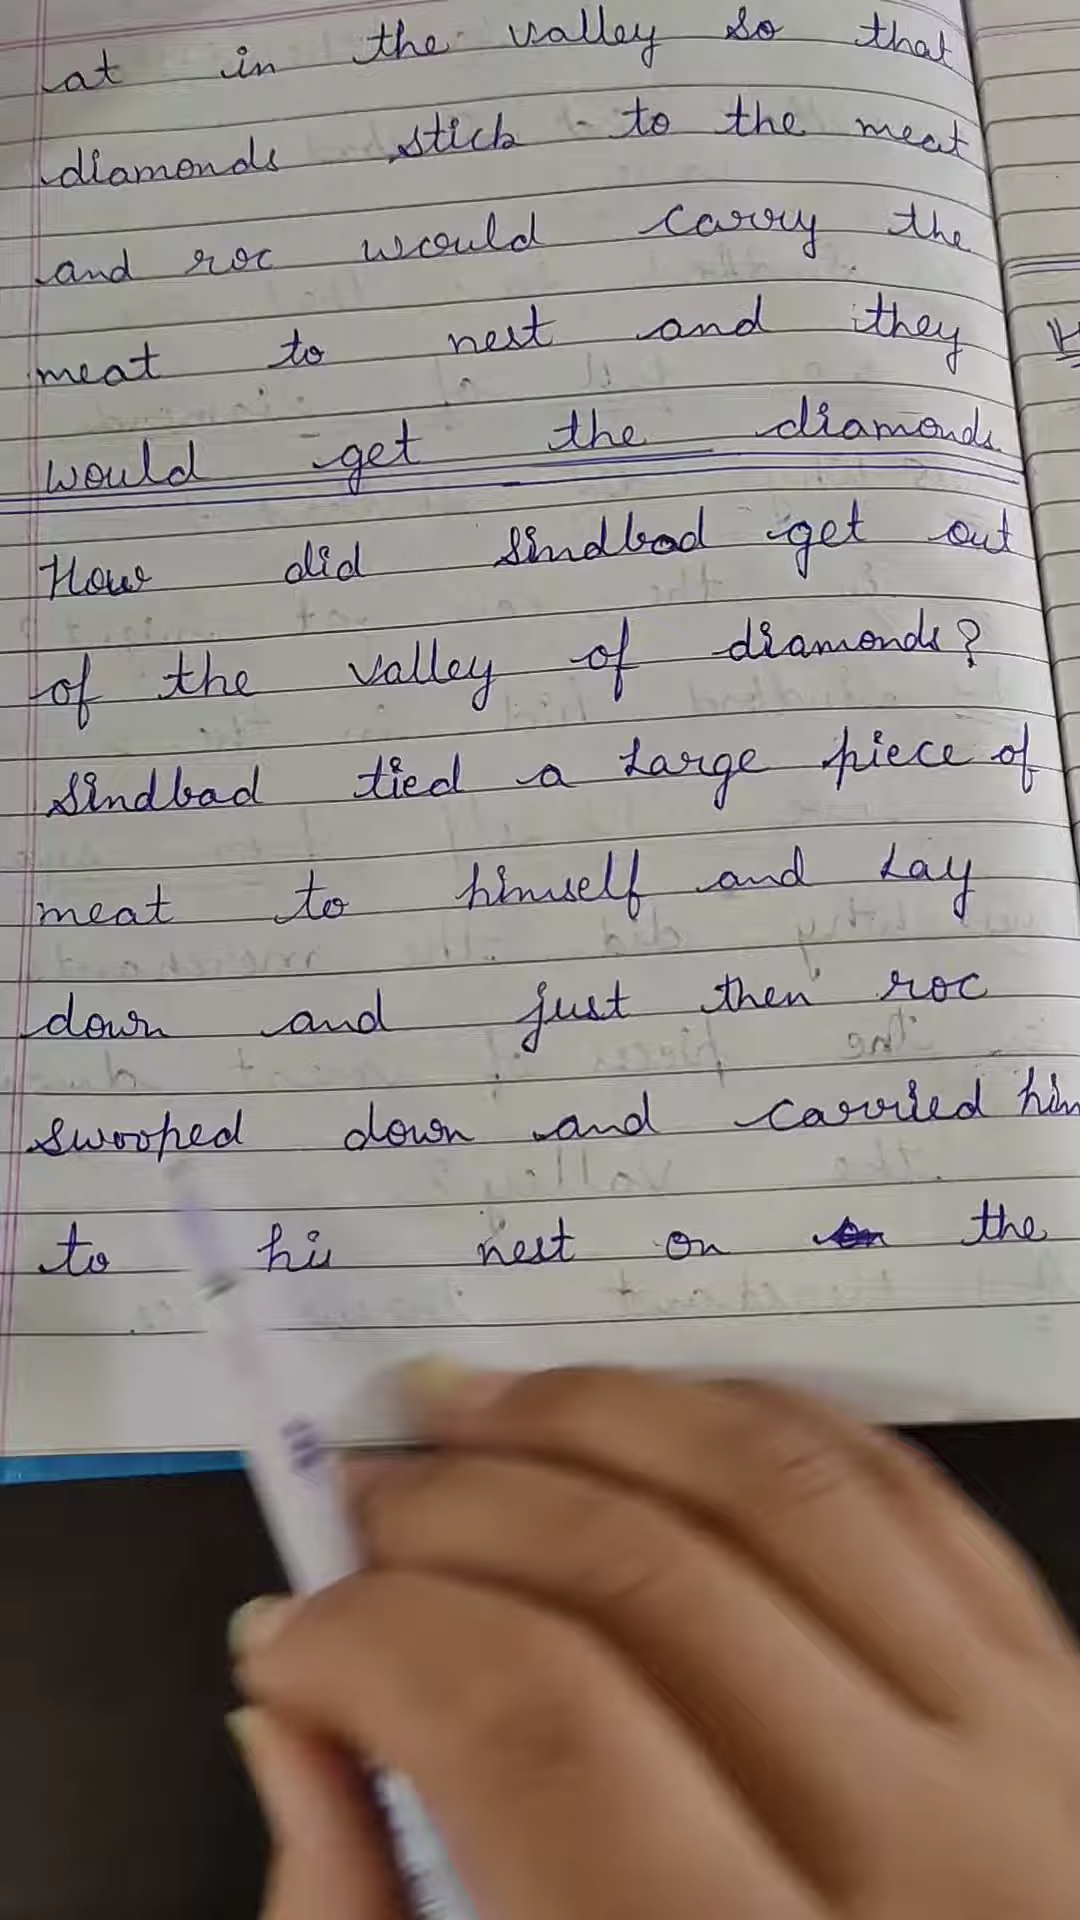 at in the valley so that
diamonds stick to the meat
and roc would carry the
meat to nest and they
would get the diamonds
How did Sindbad get out
of the valley of diamonds?
Sindbad tied a large piece of
meat to himself and lay
down and just then roc
swooped down and carried him
to his nest on the